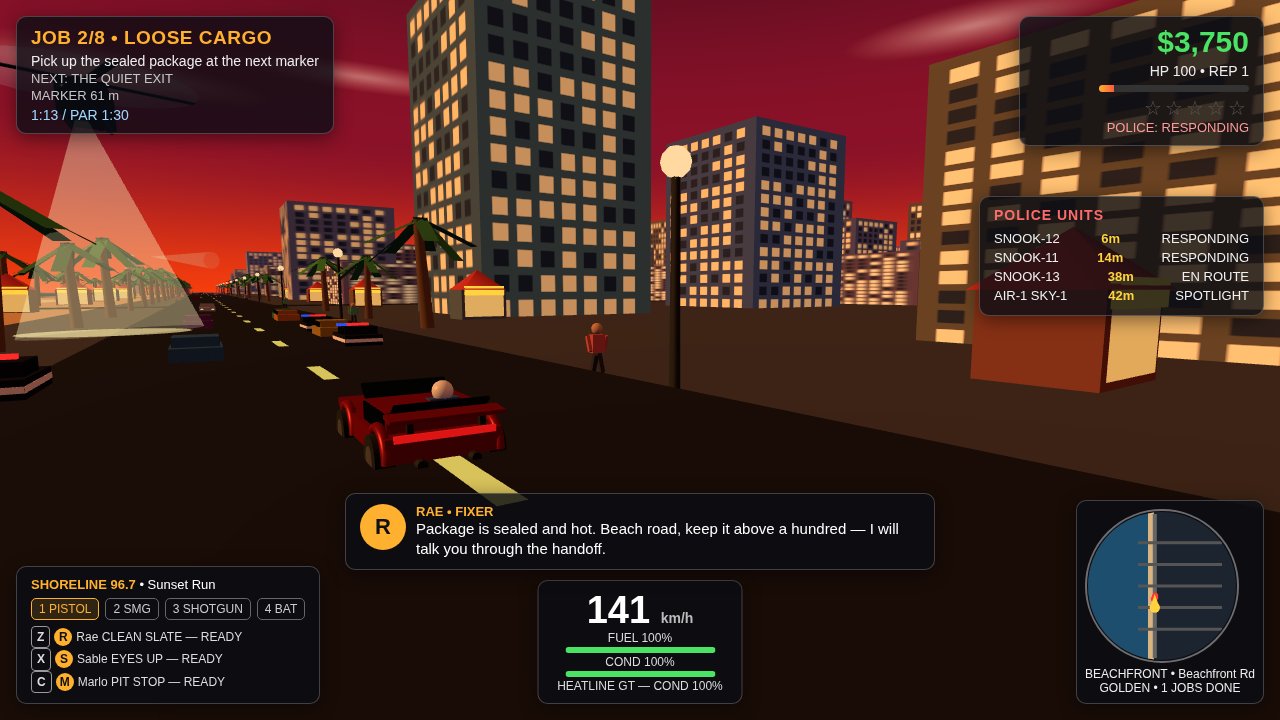 JOB 2/8 • LOOSE CARGO
Pick up the sealed package at the next marker
NEXT: THE QUIET EXIT
MARKER 61 m
1:13 / PAR 1:30
$3,750
HP 100 • REP 1
☆ ☆ ☆ ☆ ☆
POLICE: RESPONDING
POLICE UNITS
SNOOK-12 6m RESPONDING
SNOOK-11 14m RESPONDING
SNOOK-13 38m EN ROUTE
AIR-1 SKY-1 42m SPOTLIGHT
R
RAE • FIXER
Package is sealed and hot. Beach road, keep it above a hundred — I will
talk you through the handoff.
SHORELINE 96.7 • Sunset Run
1 PISTOL 2 SMG 3 SHOTGUN 4 BAT
Z R Rae CLEAN SLATE — READY
X S Sable EYES UP — READY
C M Marlo PIT STOP — READY
141 km/h
FUEL 100%
COND 100%
HEATLINE GT — COND 100%
BEACHFRONT • Beachfront Rd
GOLDEN • 1 JOBS DONE